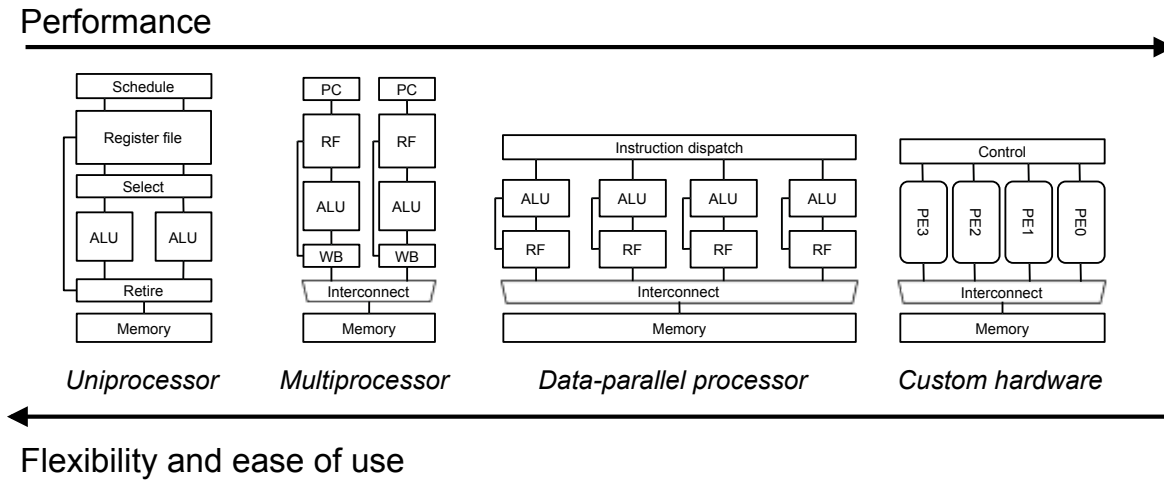 Performance
Schedule
Register file
Select
ALU ALU
Retire
Memory
Uniprocessor
PC PC
RF RF
ALU ALU
WB WB
Interconnect
Memory
Multiprocessor
Instruction dispatch
ALU ALU ALU ALU
RF RF RF RF
Interconnect
Memory
Data-parallel processor
Control
PE3 PE2 PE1 PE0
Interconnect
Memory
Custom hardware
Flexibility and ease of use